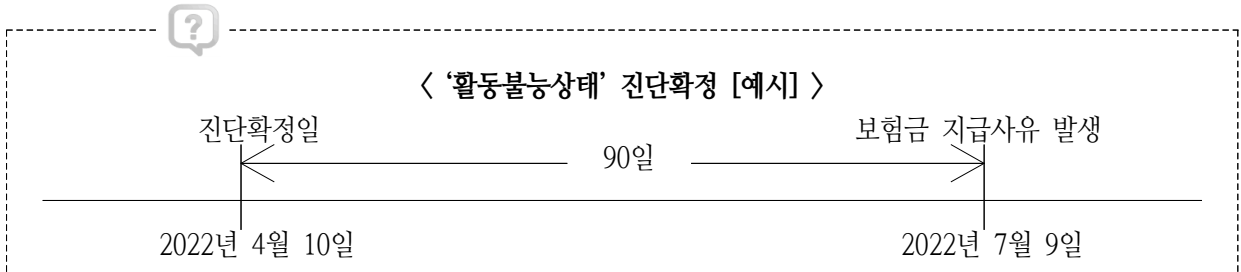 ?
〈 ‘활동불능상태’ 진단확정 [예시] 〉
진단확정일 보험금 지급사유 발생
90일
2022년 4월 10일 2022년 7월 9일